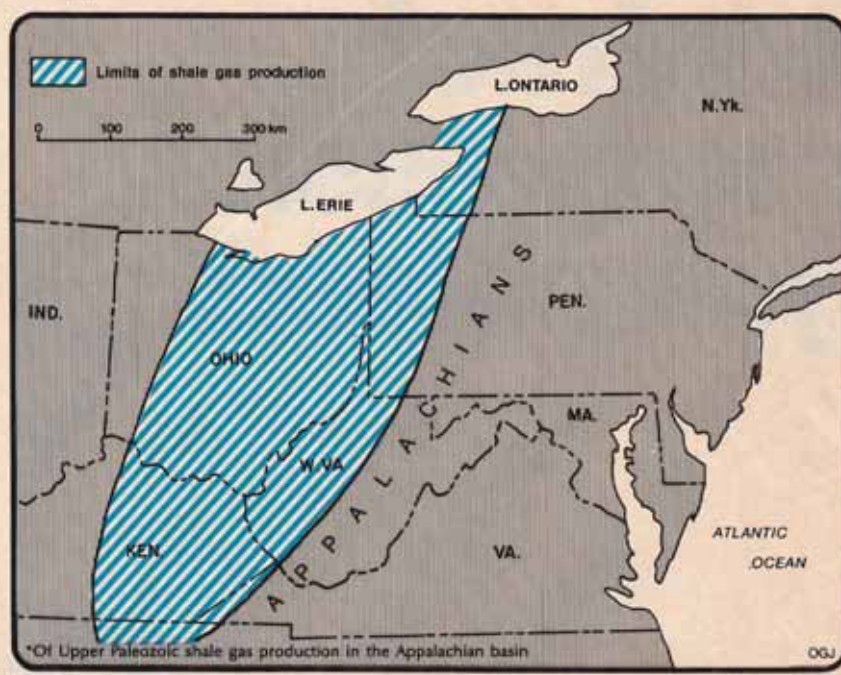 Limits of shale gas production
0 100 200 300 km
L.ONTARIO
N.Yk.
L.ERIE
IND.
OHIO
PEN.
APPALACHIANS
MA.
W.VA
KEN.
VA.
ATLANTIC
OCEAN
*Of Upper Paleozoic shale gas production in the Appalachian basin
OGJ